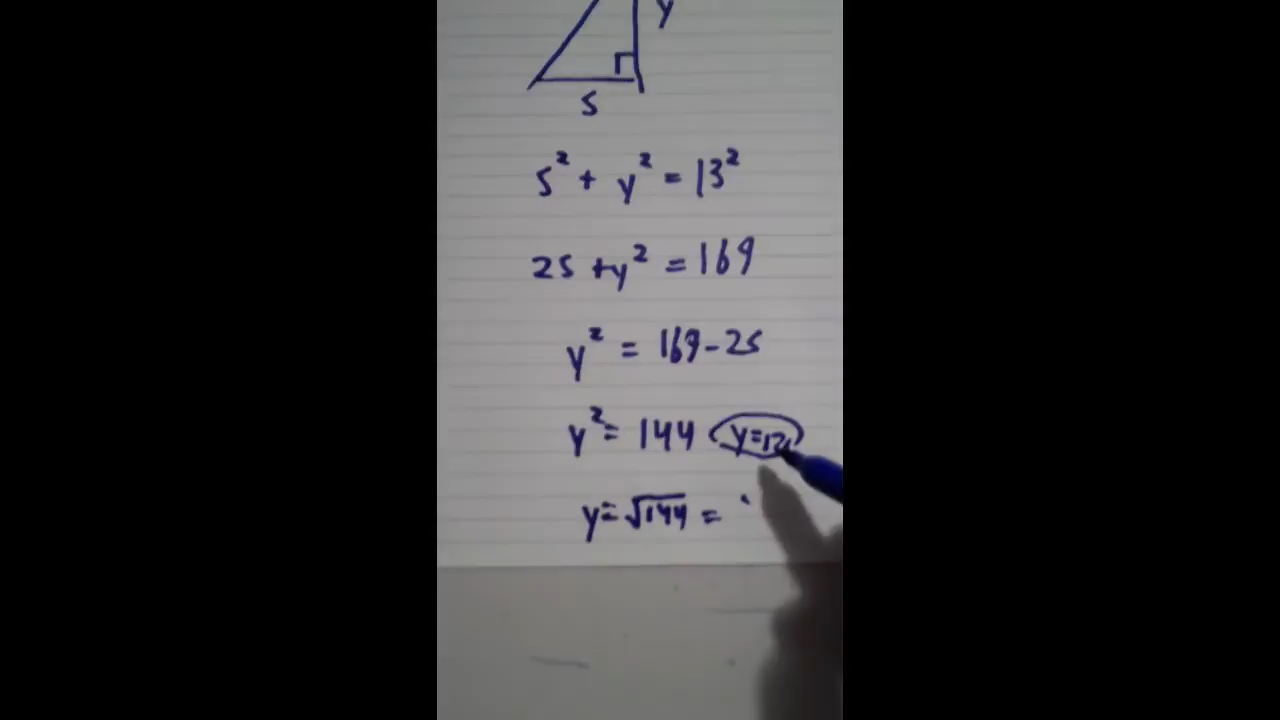 y
5
5² + y² = 13²
25 + y² = 169
y² = 169 - 25
y² = 144 y = 12
y = √144 =